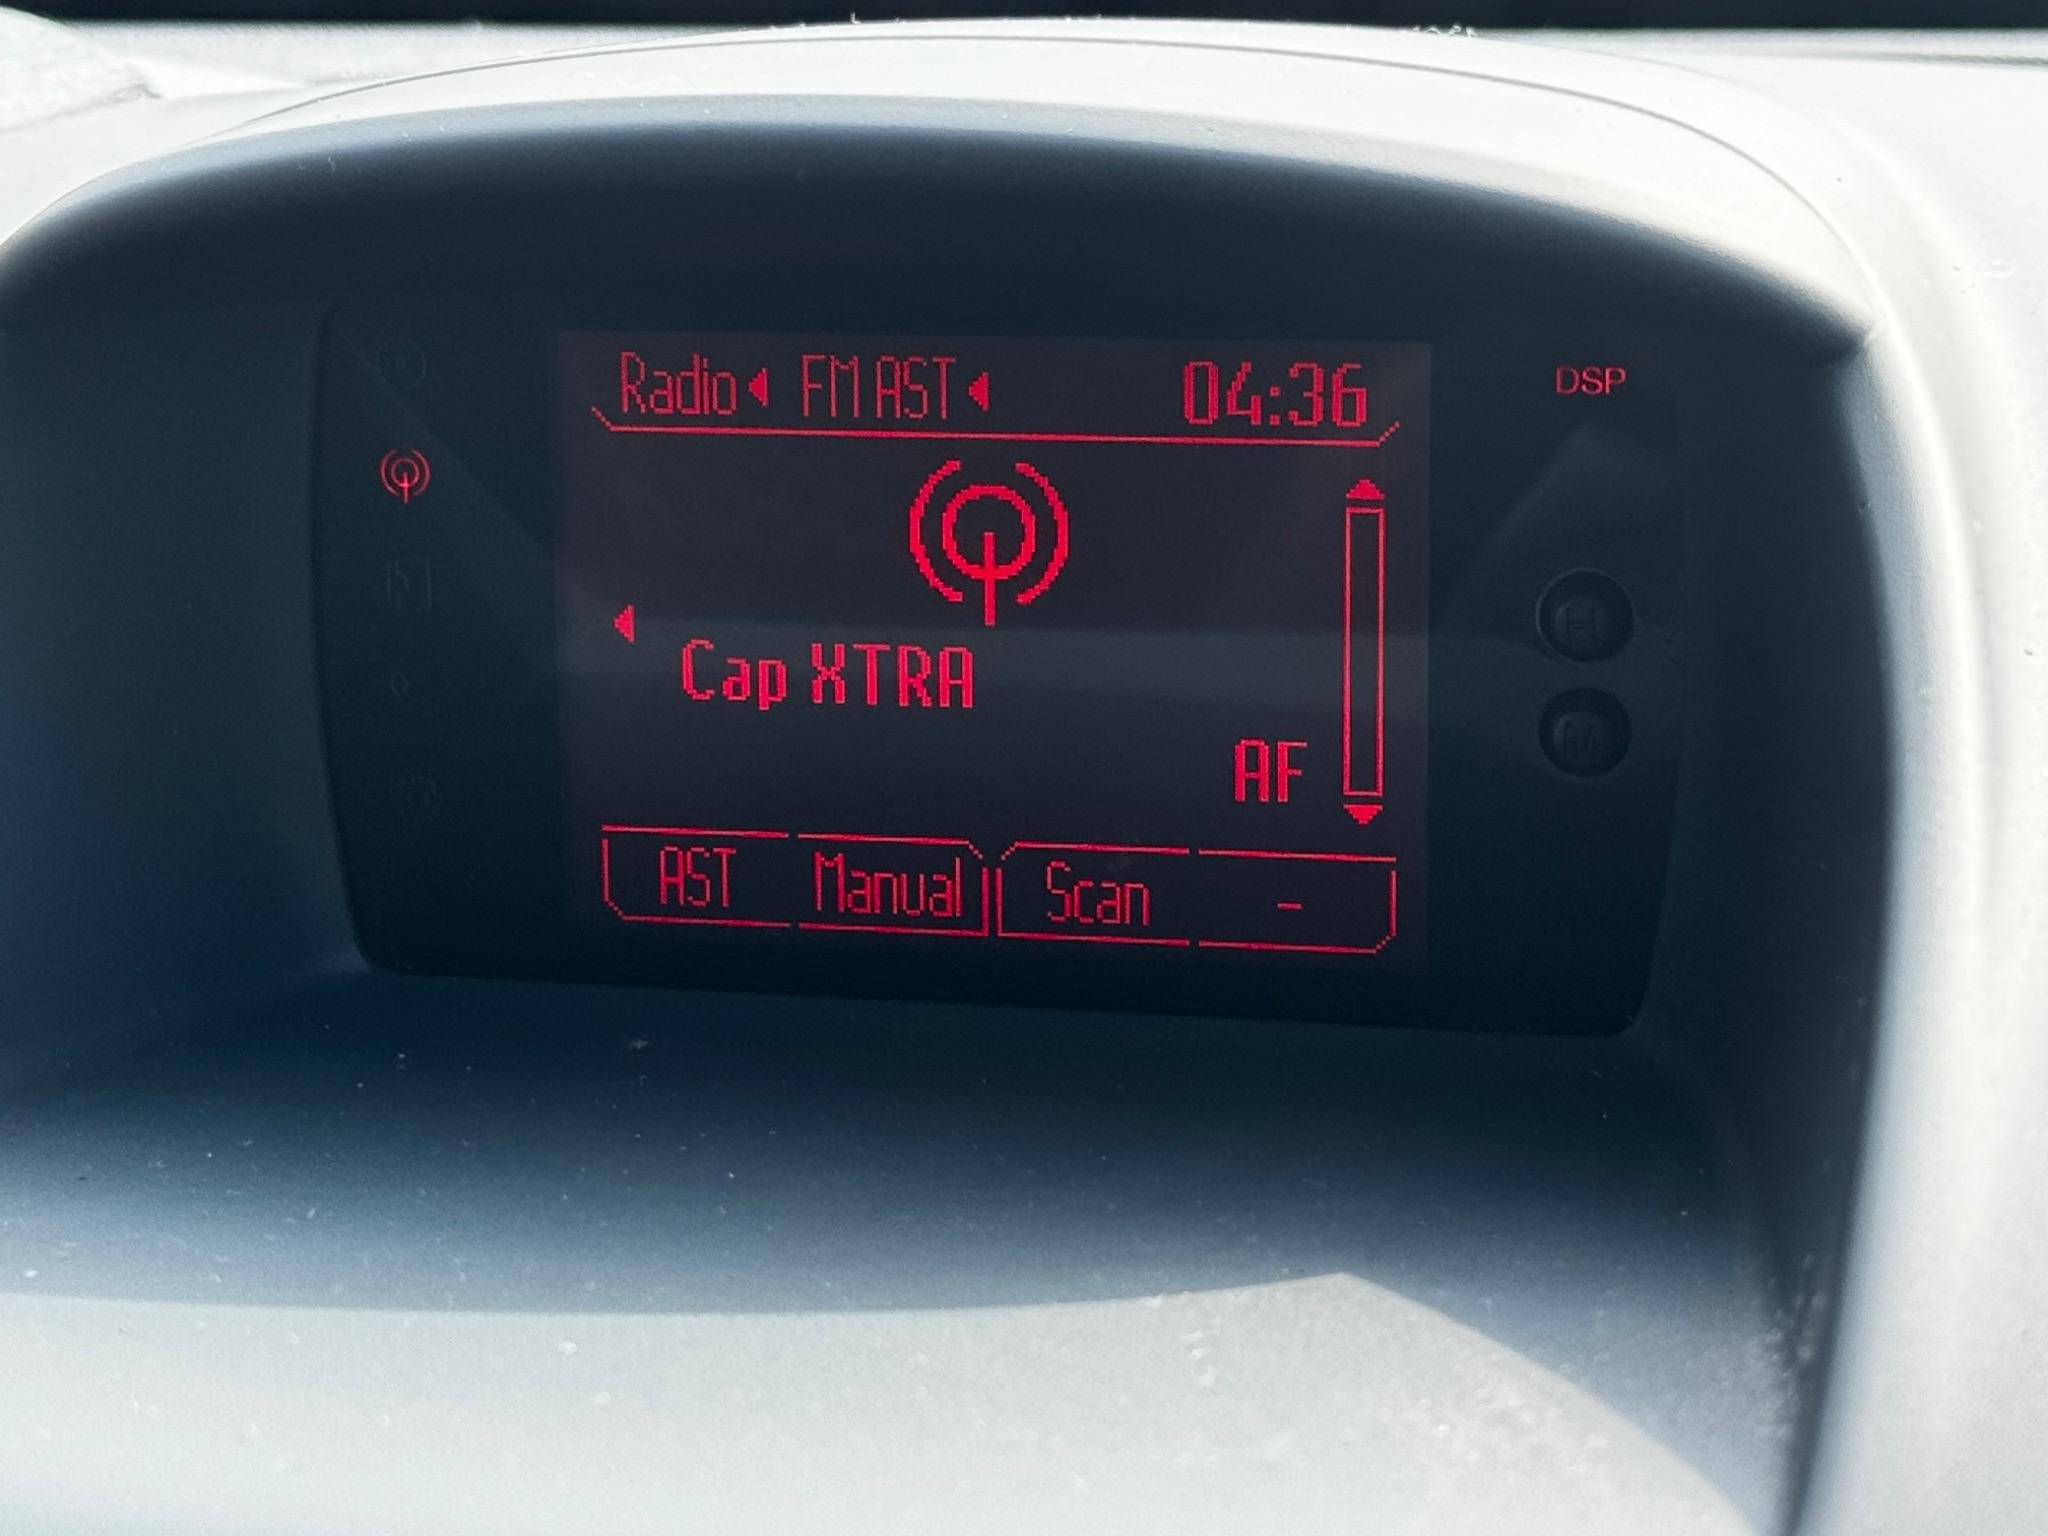 Radio FM AST 04:36
DSP
Cap XTRA
AF
H
M
AST Manual Scan -